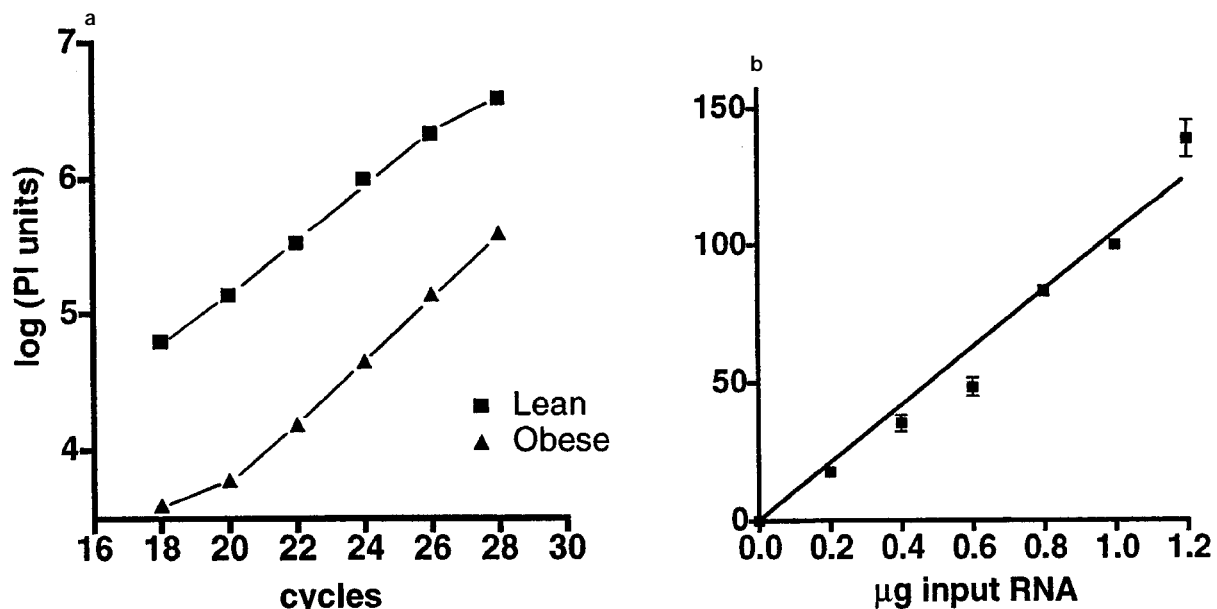 a
7
6
5
4
log (PI units)
Lean
Obese
16 18 20 22 24 26 28 30
cycles
b
150
100
50
0
0.0 0.2 0.4 0.6 0.8 1.0 1.2
μg input RNA